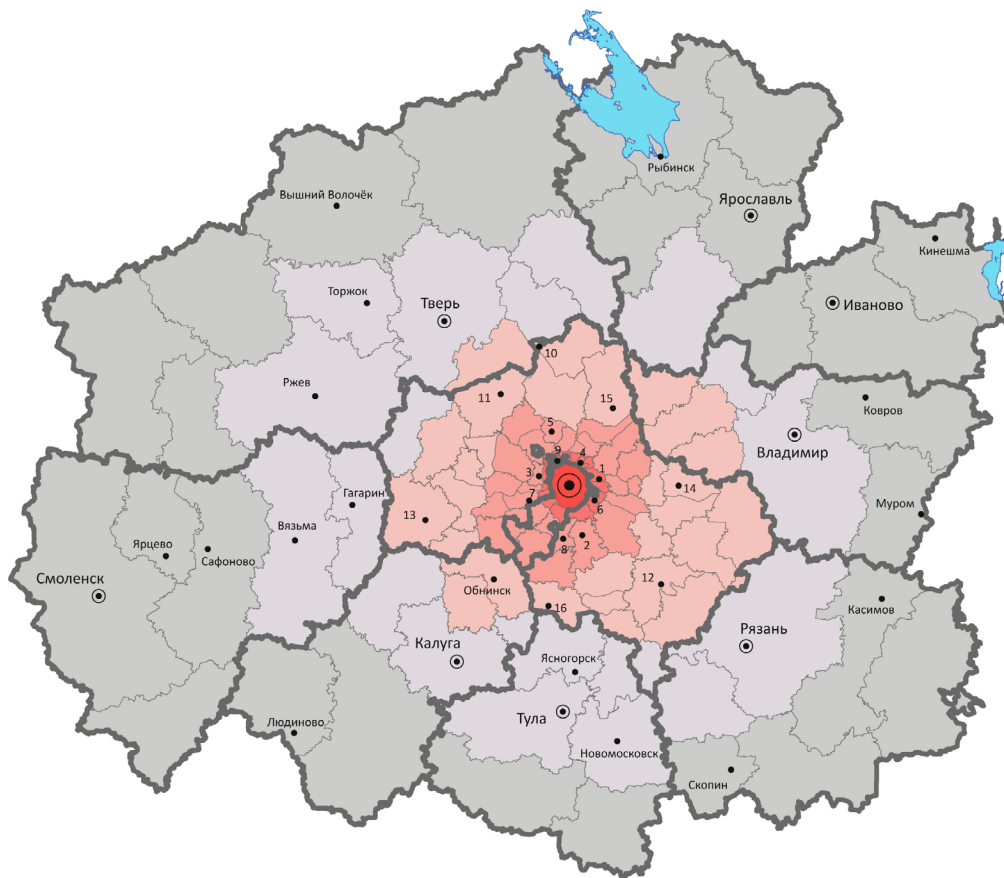 Рыбинск
Вышний Волочёк
Ярославль
Кинешма
Торжок
Тверь
Иваново
10
Ржев
11
15
Ковров
5
Владимир
9
4
3
1
14
7
Гагарин
6
Муром
13
Вязьма
8
2
Ярцево
Сафоново
Смоленск
Обнинск
12
16
Касимов
Калуга
Рязань
Ясногорск
Тула
Людиново
Новомосковск
Скопин